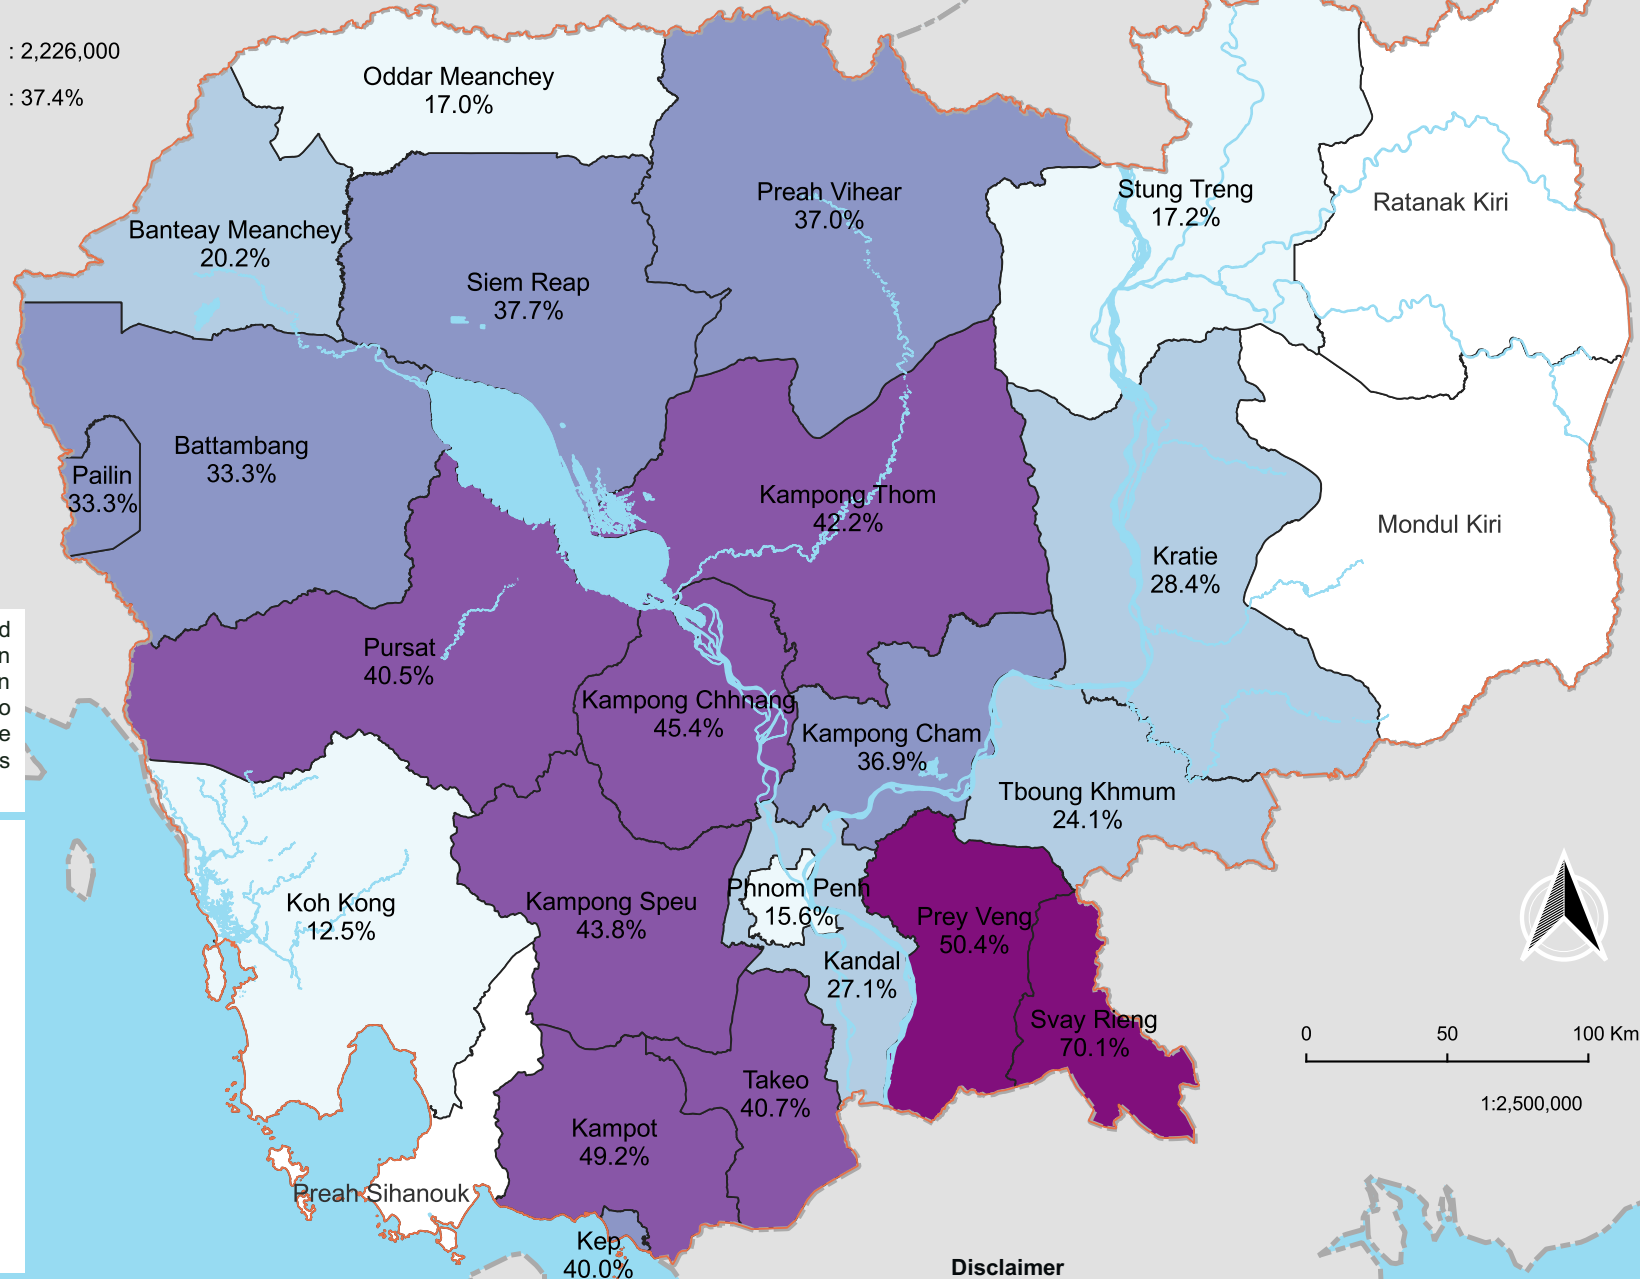 : 2,226,000
: 37.4%
Oddar Meanchey
17.0%
Banteay Meanchey
20.2%
Siem Reap
37.7%
Preah Vihear
37.0%
Stung Treng
17.2%
Ratanak Kiri
Battambang
33.3%
Pailin
33.3%
Kampong Thom
42.2%
Kratie
28.4%
Mondul Kiri
Pursat
40.5%
Kampong Chhnang
45.4%
Kampong Cham
36.9%
Tboung Khmum
24.1%
d
n
n
o
e
s
Koh Kong
12.5%
Kampong Speu
43.8%
Phnom Penh
15.6%
Prey Veng
50.4%
Kandal
27.1%
Svay Rieng
70.1%
Takeo
40.7%
Kampot
49.2%
Preah Sihanouk
Kep
40.0%
0 50 100 Km
1:2,500,000
Disclaimer